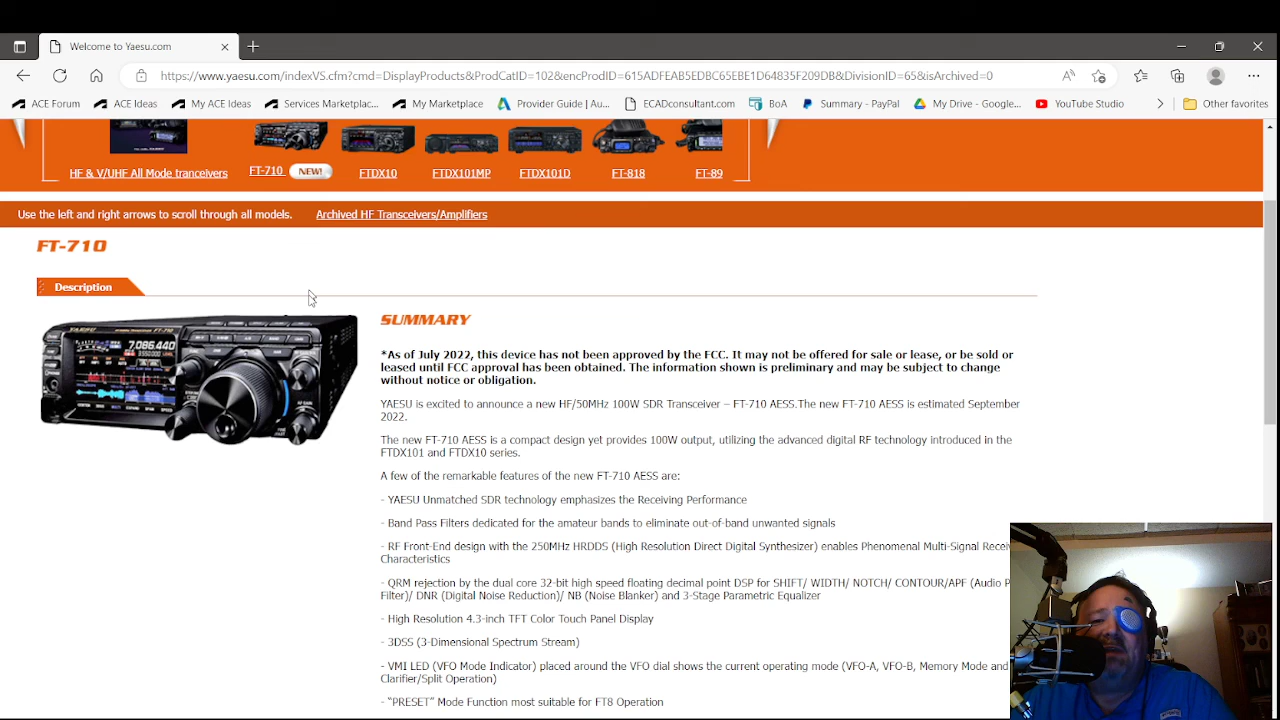 Welcome to Yaesu.com
https://www.yaesu.com/indexVS.cfm?cmd=DisplayProducts&ProdCatID=102&encProdID=615ADFEAB5EDBC65EBE1D64835F209DB&DivisionID=65&isArchived=0
ACE Forum ACE Ideas My ACE Ideas Services Marketplac... My Marketplace Provider Guide | Au... ECADconsultant.com BoA Summary - PayPal My Drive - Google... YouTube Studio Other favorites
HF & V/UHF All Mode tranceivers FT-710 NEW! FTDX10 FTDX101MP FTDX101D FT-818 FT-89
Use the left and right arrows to scroll through all models. Archived HF Transceivers/Amplifiers
FT-710
Description
YAESU FT-710
7,086,440
SUMMARY
*As of July 2022, this device has not been approved by the FCC. It may not be offered for sale or lease, or be sold or
leased until FCC approval has been obtained. The information shown is preliminary and may be subject to change
without notice or obligation.
YAESU is excited to announce a new HF/50MHz 100W SDR Transceiver – FT-710 AESS.The new FT-710 AESS is estimated September
2022.
The new FT-710 AESS is a compact design yet provides 100W output, utilizing the advanced digital RF technology introduced in the
FTDX101 and FTDX10 series.
A few of the remarkable features of the new FT-710 AESS are:
- YAESU Unmatched SDR technology emphasizes the Receiving Performance
- Band Pass Filters dedicated for the amateur bands to eliminate out-of-band unwanted signals
- RF Front-End design with the 250MHz HRDDS (High Resolution Direct Digital Synthesizer) enables Phenomenal Multi-Signal Recei
Characteristics
- QRM rejection by the dual core 32-bit high speed floating decimal point DSP for SHIFT/ WIDTH/ NOTCH/ CONTOUR/APF (Audio P
Filter)/ DNR (Digital Noise Reduction)/ NB (Noise Blanker) and 3-Stage Parametric Equalizer
- High Resolution 4.3-inch TFT Color Touch Panel Display
- 3DSS (3-Dimensional Spectrum Stream)
- VMI LED (VFO Mode Indicator) placed around the VFO dial shows the current operating mode (VFO-A, VFO-B, Memory Mode and
Clarifier/Split Operation)
- “PRESET” Mode Function most suitable for FT8 Operation